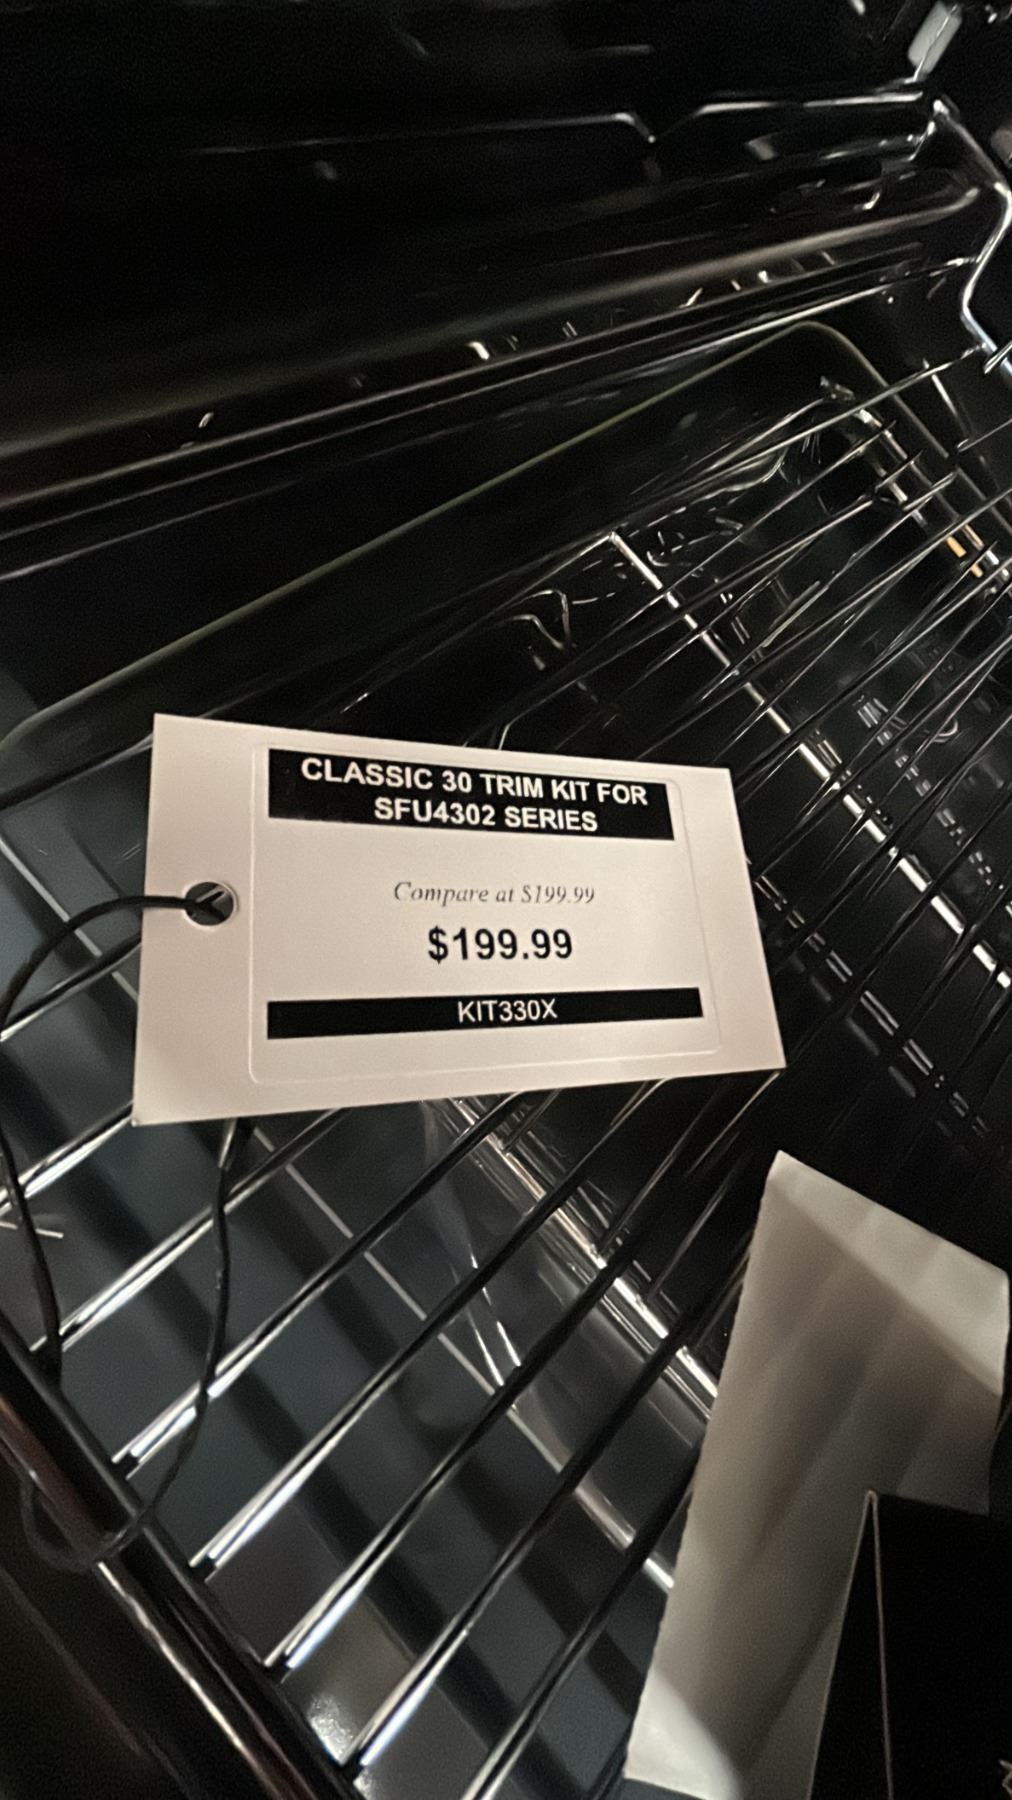 CLASSIC 30 TRIM KIT FOR
SFU4302 SERIES
Compare at $199.99
$199.99
KIT330X